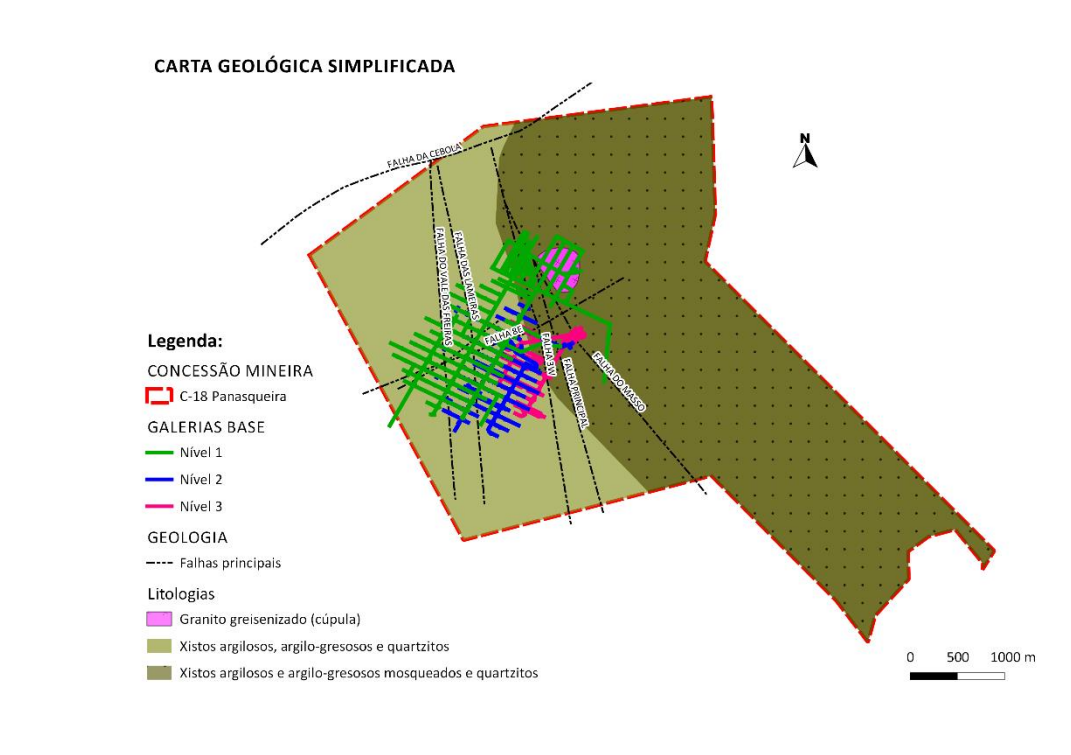 CARTA GEOLÓGICA SIMPLIFICADA
N
FALHA DA CEBOLA
FALHA DO VALE DAS FREIRAS
FALHA DAS LAMEIRAS
FALHA 8E
FALHA 3W
FALHA PRINCIPAL
FALHA DO MASSO
Legenda:
CONCESSÃO MINEIRA
C-18 Panasqueira
GALERIAS BASE
Nível 1
Nível 2
Nível 3
GEOLOGIA
Falhas principais
Litologias
Granito greisenizado (cúpula)
Xistos argilosos, argilo-gresosos e quartzitos
Xistos argilosos e argilo-gresosos mosqueados e quartzitos
0 500 1000 m